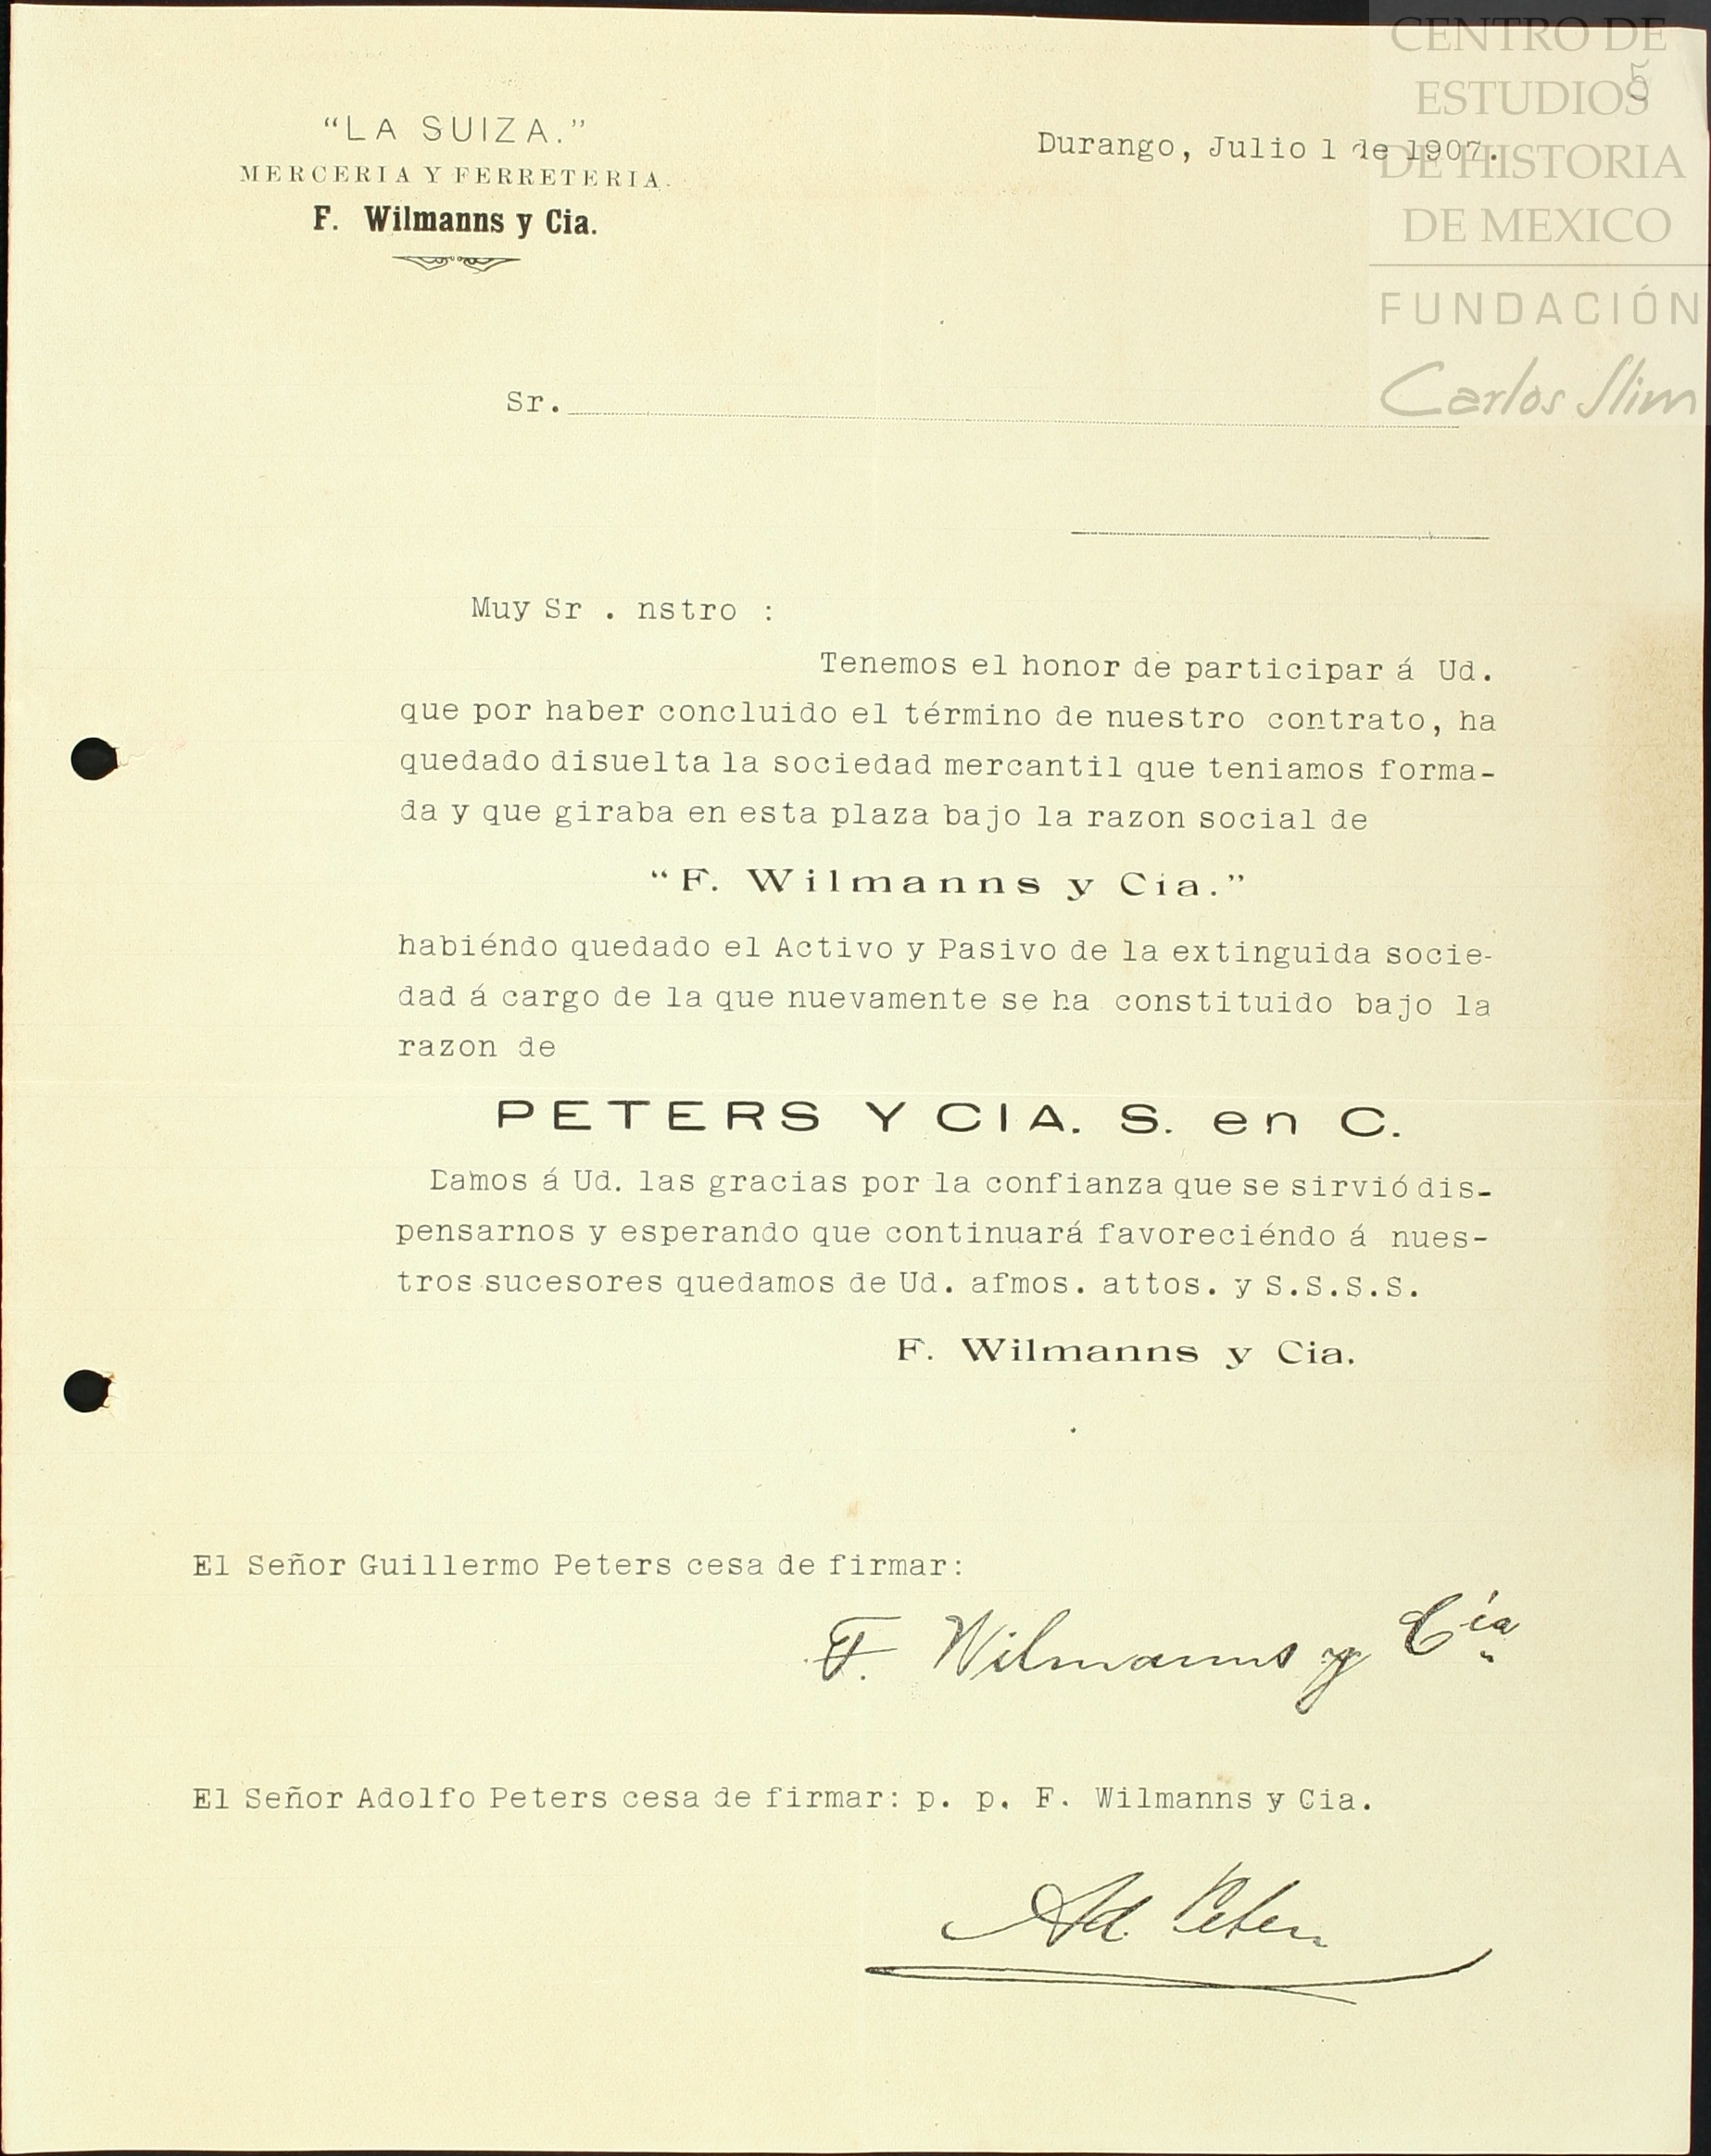 CENTRO DE
ESTUDIOS
DE HISTORIA
DE MEXICO
FUNDACIÓN
Carlos Slim
5
"LA SUIZA."
MERCERIA Y FERRETERIA.
F. Wilmanns y Cia.
Durango, Julio 1 de 1907.
Sr.
Muy Sr . nstro :
Tenemos el honor de participar á Ud.
que por haber concluido el término de nuestro contrato, ha
quedado disuelta la sociedad mercantil que teniamos forma-
da y que giraba en esta plaza bajo la razon social de
"F. Wilmanns y Cia."
habiéndo quedado el Activo y Pasivo de la extinguida socie-
dad á cargo de la que nuevamente se ha constituido bajo la
razon de
PETERS Y CIA. S. en C.
Damos á Ud. las gracias por la confianza que se sirvió dis-
pensarnos y esperando que continuará favoreciéndo á nues-
tros sucesores quedamos de Ud. afmos. attos. y S.S.S.S.
F. Wilmanns y Cia.
El Señor Guillermo Peters cesa de firmar:
F. Wilmanns y Cía
El Señor Adolfo Peters cesa de firmar: p. p. F. Wilmanns y Cia.
Ad. Peters